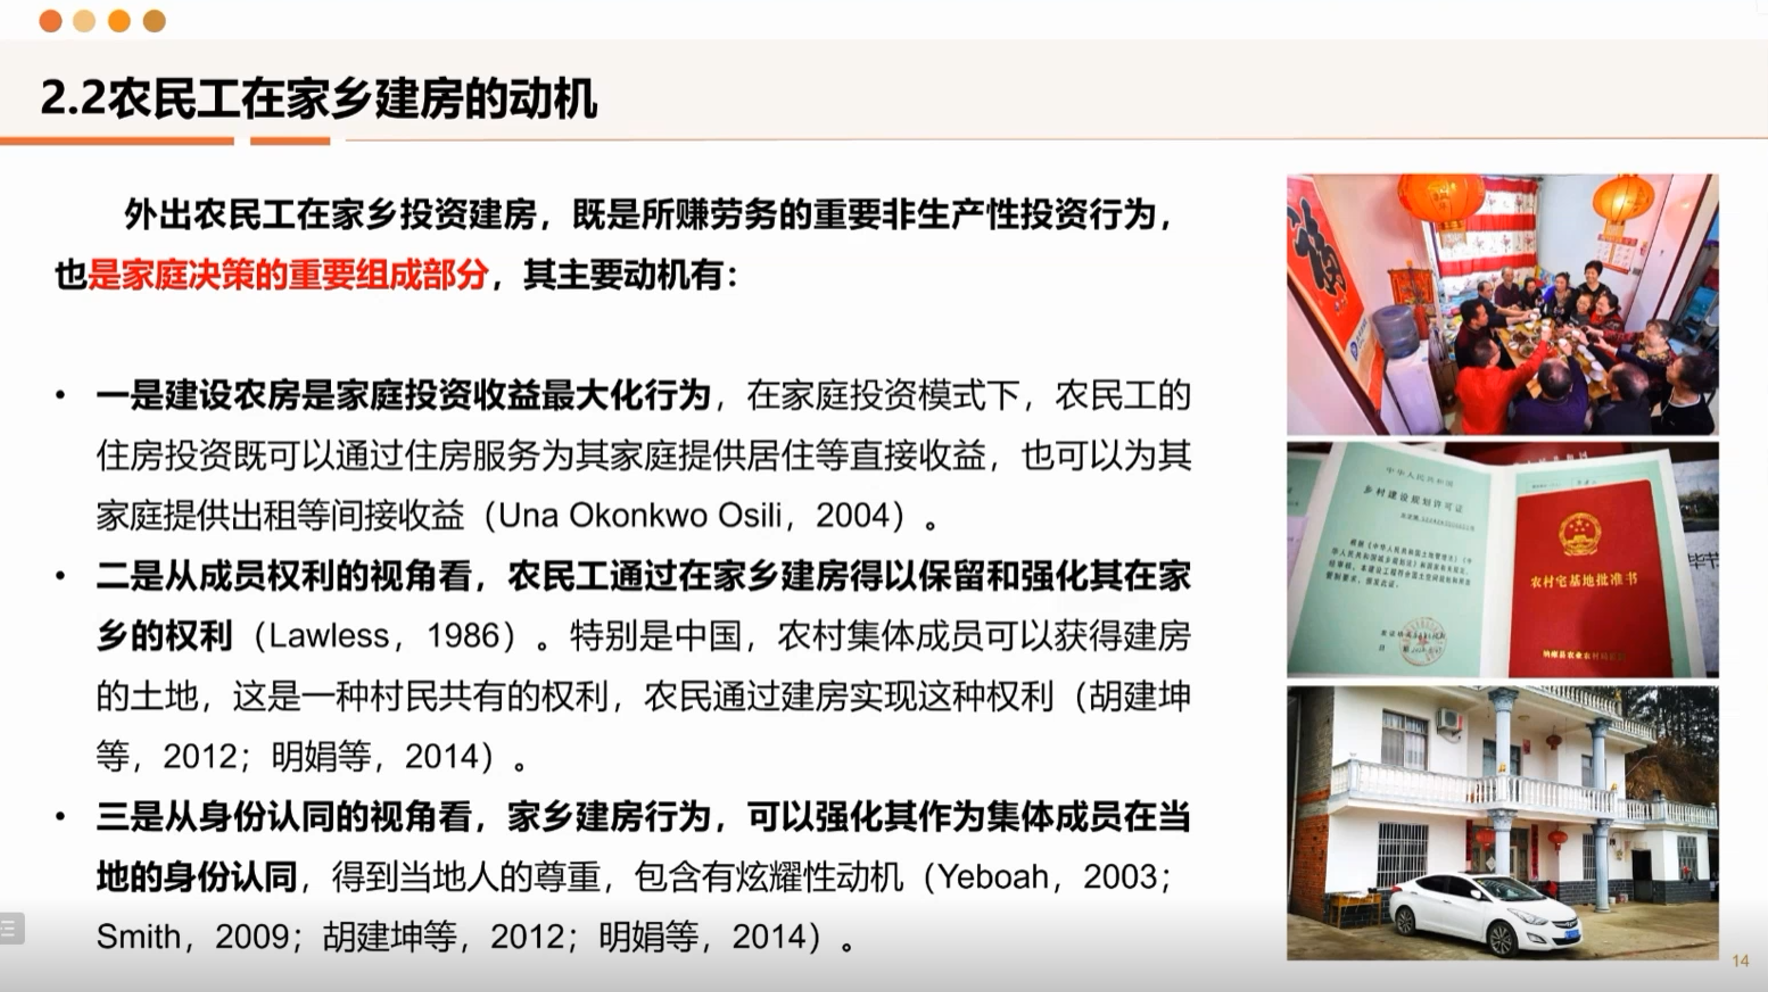 2.2农民工在家乡建房的动机
外出农民工在家乡投资建房，既是所赚劳务的重要非生产性投资行为，
也是家庭决策的重要组成部分，其主要动机有：
• 一是建设农房是家庭投资收益最大化行为，在家庭投资模式下，农民工的
住房投资既可以通过住房服务为其家庭提供居住等直接收益，也可以为其
家庭提供出租等间接收益（Una Okonkwo Osili，2004）。
• 二是从成员权利的视角看，农民工通过在家乡建房得以保留和强化其在家
乡的权利（Lawless，1986）。特别是中国，农村集体成员可以获得建房
的土地，这是一种村民共有的权利，农民通过建房实现这种权利（胡建坤
等，2012；明娟等，2014）。
• 三是从身份认同的视角看，家乡建房行为，可以强化其作为集体成员在当
地的身份认同，得到当地人的尊重，包含有炫耀性动机（Yeboah，2003；
Smith，2009；胡建坤等，2012；明娟等，2014）。
中华人民共和国
乡村建设规划许可证
农村宅基地批准书
14